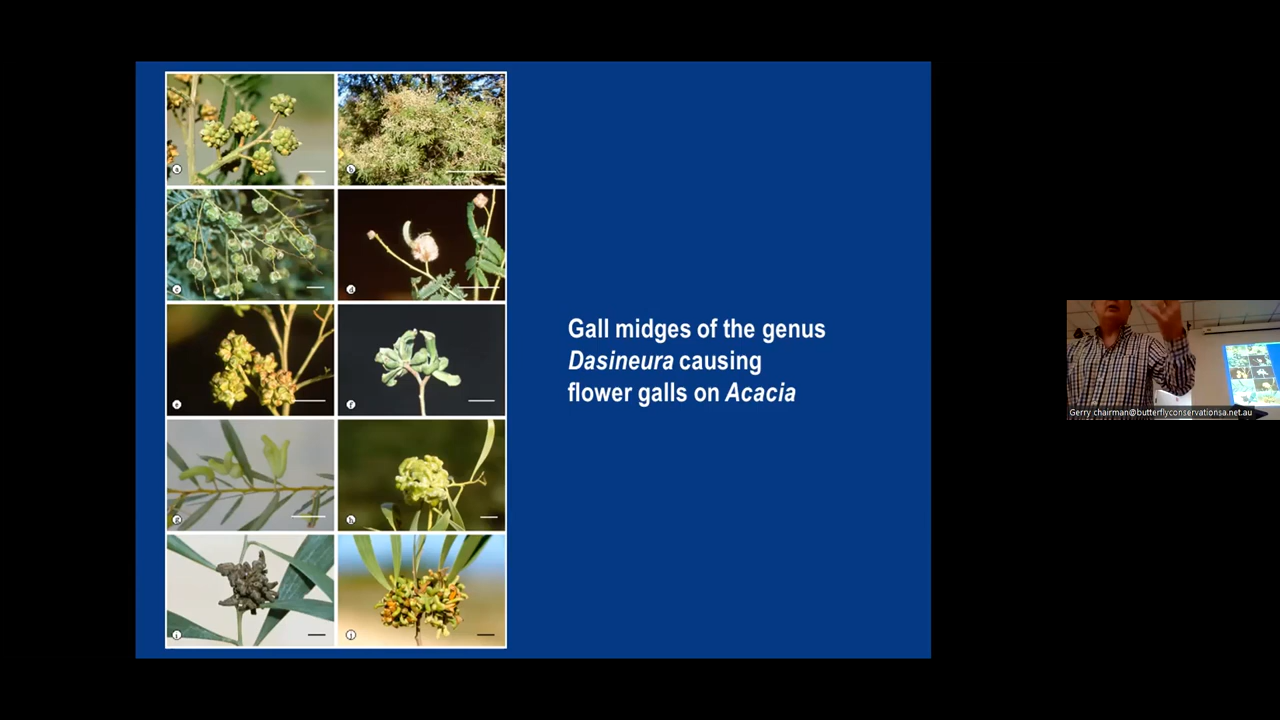 a
b
c
d
e
f
g
h
i
j
Gall midges of the genus
Dasineura causing
flower galls on Acacia
Gerry chairman@butterflyconservationsa.net.au